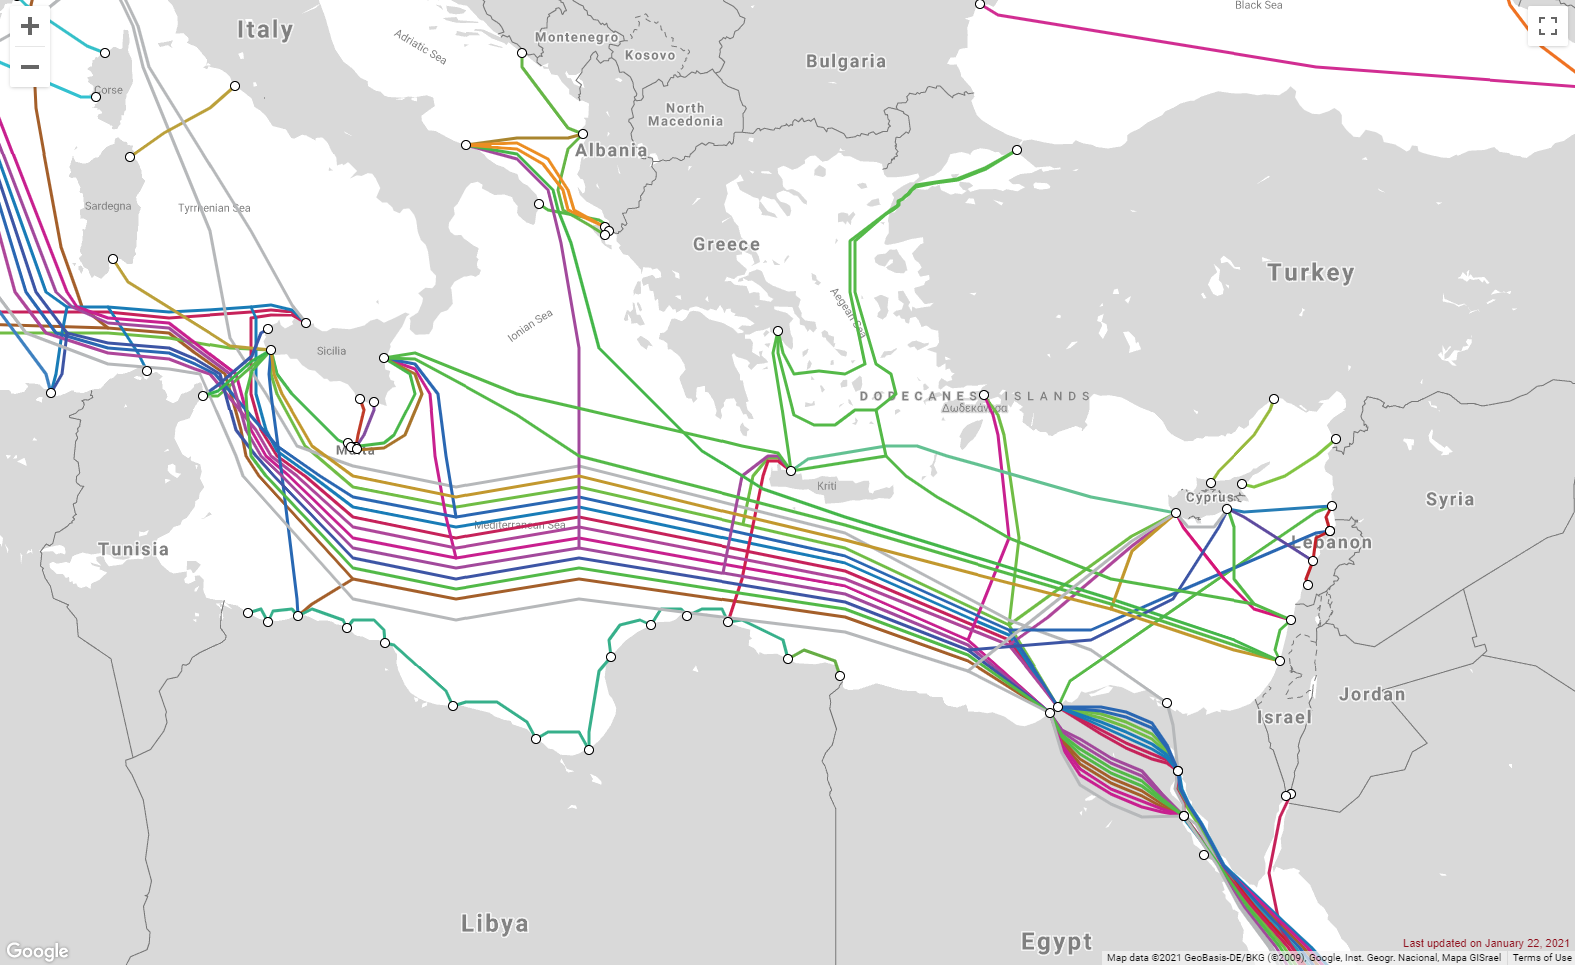 Black Sea
Italy
Adriatic Sea
Montenegro
Kosovo
Bulgaria
Corse
North
Macedonia
Albania
Sardegna
Tyrrhenian Sea
Greece
Turkey
Aegean Sea
Ionian Sea
Sicilia
DODECANESE ISLANDS
Δωδεκάνησα
Malta
Kriti
Cyprus
Syria
Mediterranean Sea
Tunisia
Lebanon
Jordan
Israel
Libya
Egypt
Last updated on January 22, 2021
Google
Map data ©2021 GeoBasis-DE/BKG (©2009), Google, Inst. Geogr. Nacional, Mapa GISrael
Terms of Use